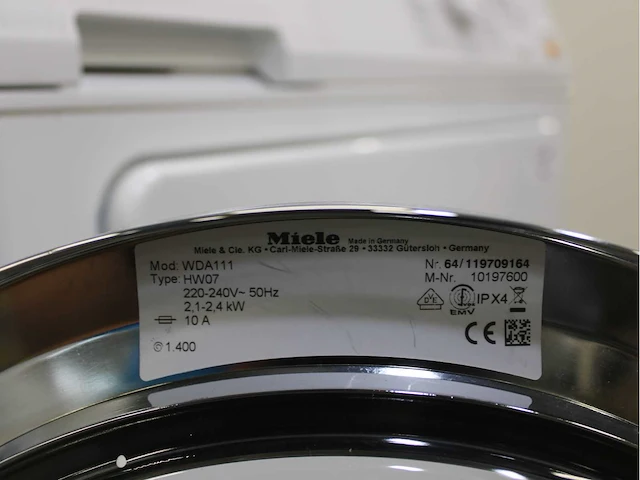 Miele Made in Germany
Miele & Cie. KG • Carl-Miele-Straße 29 • 33332 Gütersloh • Germany
Mod: WDA111 Nr. 64/119709164
Type: HW07 M-Nr. 10197600
220-240V~ 50Hz
2,1-2,4 kW
10 A
1.400
DVE EMV IPX4
CE